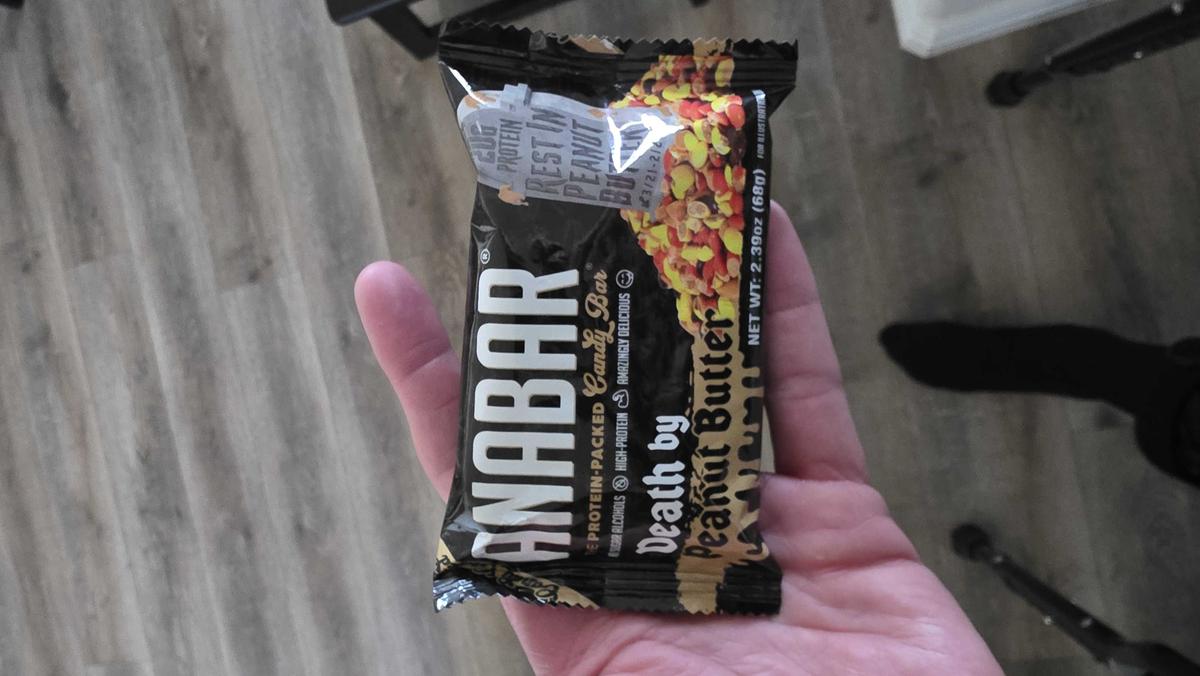 ANABAR®
PROTEIN-PACKED Candy Bar
SUGAR ALCOHOLS HIGH-PROTEIN AMAZINGLY DELICIOUS
Death by
Peanut Butter
NET WT: 2.39oz (68g)
20G
PROTEIN
REST IN
PEANUT
BUTTER